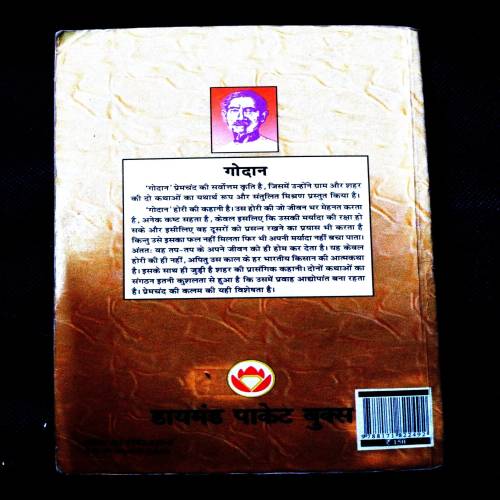 गोदान
'गोदान' प्रेमचंद की सर्वोत्तम कृति है, जिसमें उन्होंने ग्राम और शहर
की दो कथाओं का यथार्थ रूप और संतुलित मिश्रण प्रस्तुत किया है।
'गोदान' होरी की कहानी है। उस होरी की जो जीवन भर मेहनत करता
है, अनेक कष्ट सहता है, केवल इसलिए कि उसकी मर्यादा की रक्षा हो
सके और इसीलिए वह दूसरों को प्रसन्न रखने का प्रयास भी करता है
किन्तु उसे इसका फल नहीं मिलता फिर भी अपनी मर्यादा नहीं बचा पाता।
अंततः वह तप-तप के अपने जीवन को ही होम कर देता है। यह केवल
होरी की ही नहीं, अपितु उस काल के हर भारतीय किसान की आत्मकथा
है। इसके साथ ही जुड़ी है शहर की प्रासंगिक कहानी। दोनों कथाओं का
संगठन इतनी कुशलता से हुआ है कि उसमें प्रवाह आद्योपांत बना रहता
है। प्रेमचंद की कलम की यही विशेषता है।
डायमंड पाकेट बुक्स
9 788171 822492
₹ 150